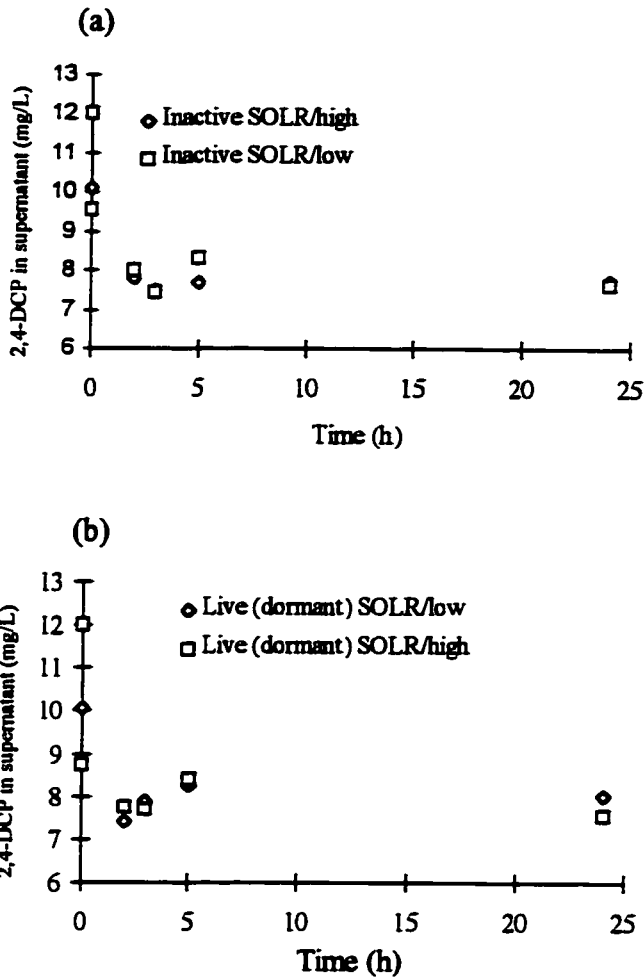 (a)
2,4-DCP in supernatant (mg/L)
13
12
11
10
9
8
7
6
Inactive SOLR/high
Inactive SOLR/low
0 5 10 15 20 25
Time (h)
(b)
2,4-DCP in supernatant (mg/L)
13
12
11
10
9
8
7
6
Live (dormant) SOLR/low
Live (dormant) SOLR/high
0 5 10 15 20 25
Time (h)